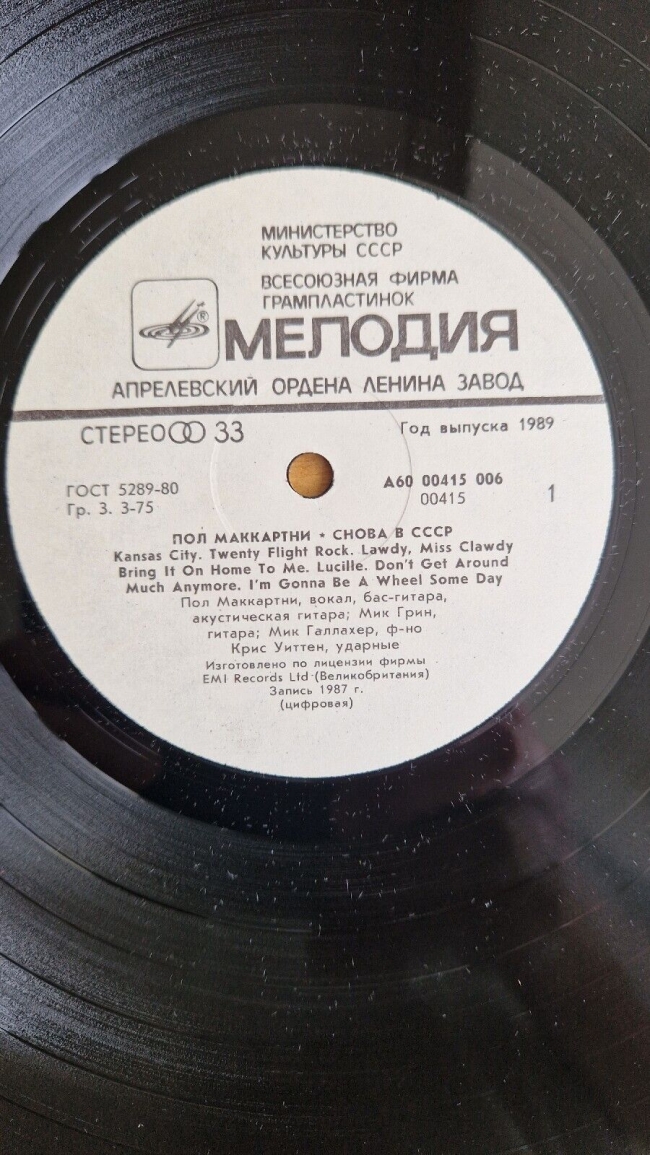 МИНИСТЕРСТВО
КУЛЬТУРЫ СССР
ВСЕСОЮЗНАЯ ФИРМА
ГРАМПЛАСТИНОК
®
МЕЛОДИЯ
АПРЕЛЕВСКИЙ ОРДЕНА ЛЕНИНА ЗАВОД
СТЕРЕО 33
Год выпуска 1989
ГОСТ 5289-80
Гр. 3. 3-75
А60 00415 006
00415
1
ПОЛ МАККАРТНИ * СНОВА В СССР
Kansas City. Twenty Flight Rock. Lawdy, Miss Clawdy
Bring It On Home To Me. Lucille. Don't Get Around
Much Anymore. I'm Gonna Be A Wheel Some Day
Пол Маккартни, вокал, бас-гитара,
акустическая гитара; Мик Грин,
гитара; Мик Галлахер, ф-но
Крис Уиттен, ударные
Изготовлено по лицензии фирмы
EMI Records Ltd (Великобритания)
Запись 1987 г.
(цифровая)